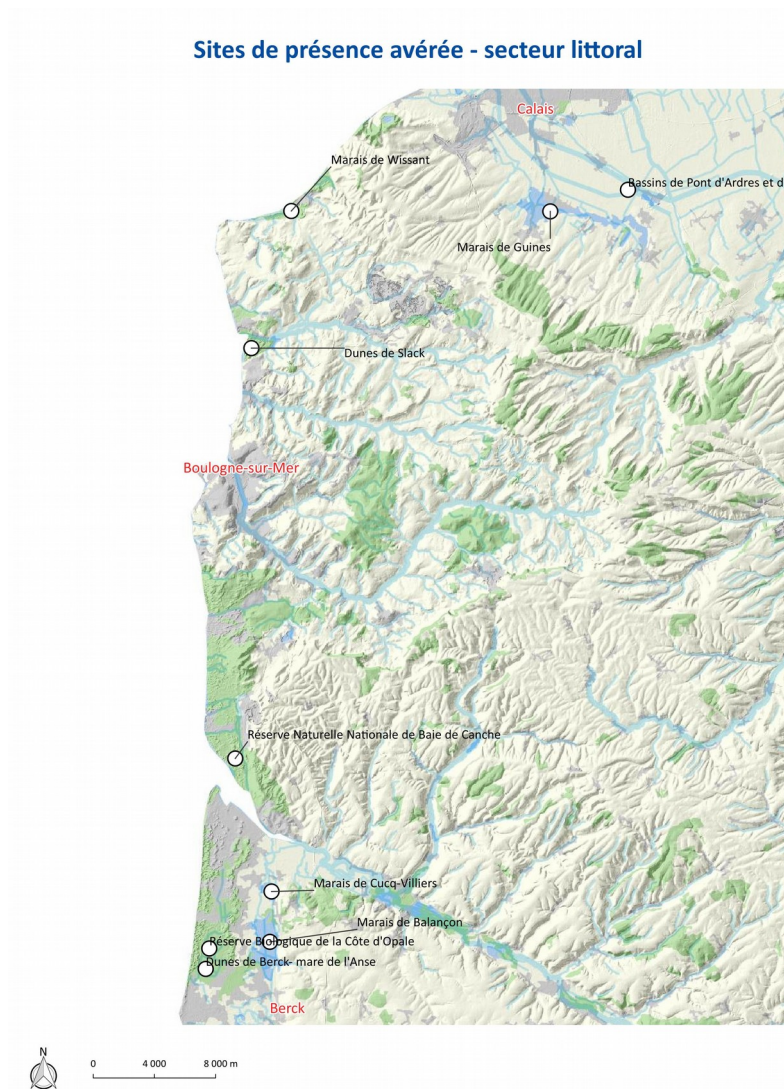 Sites de présence avérée - secteur littoral
Calais
Marais de Wissant
Bassins de Pont d'Ardres et d
Marais de Guines
Dunes de Slack
Boulogne-sur-Mer
Réserve Naturelle Nationale de Baie de Canche
Marais de Cucq-Villiers
Marais de Balançon
Réserve Biologique de la Côte d'Opale
Dunes de Berck- mare de l'Anse
Berck
N
0 4 000 8 000 m